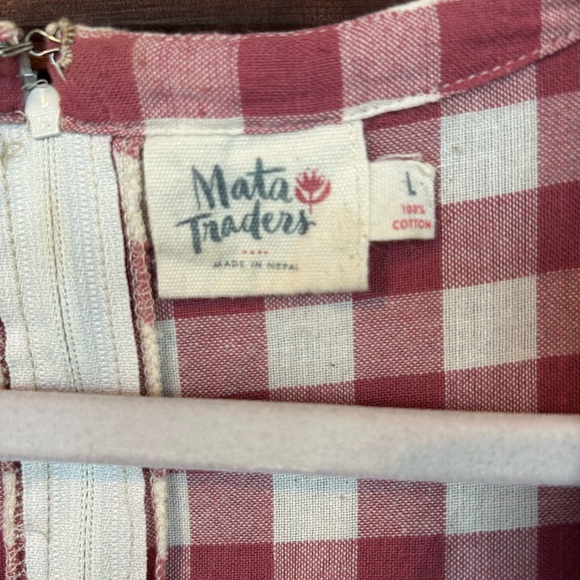 Mata
Traders
MADE IN NEPAL
L
100%
COTTON